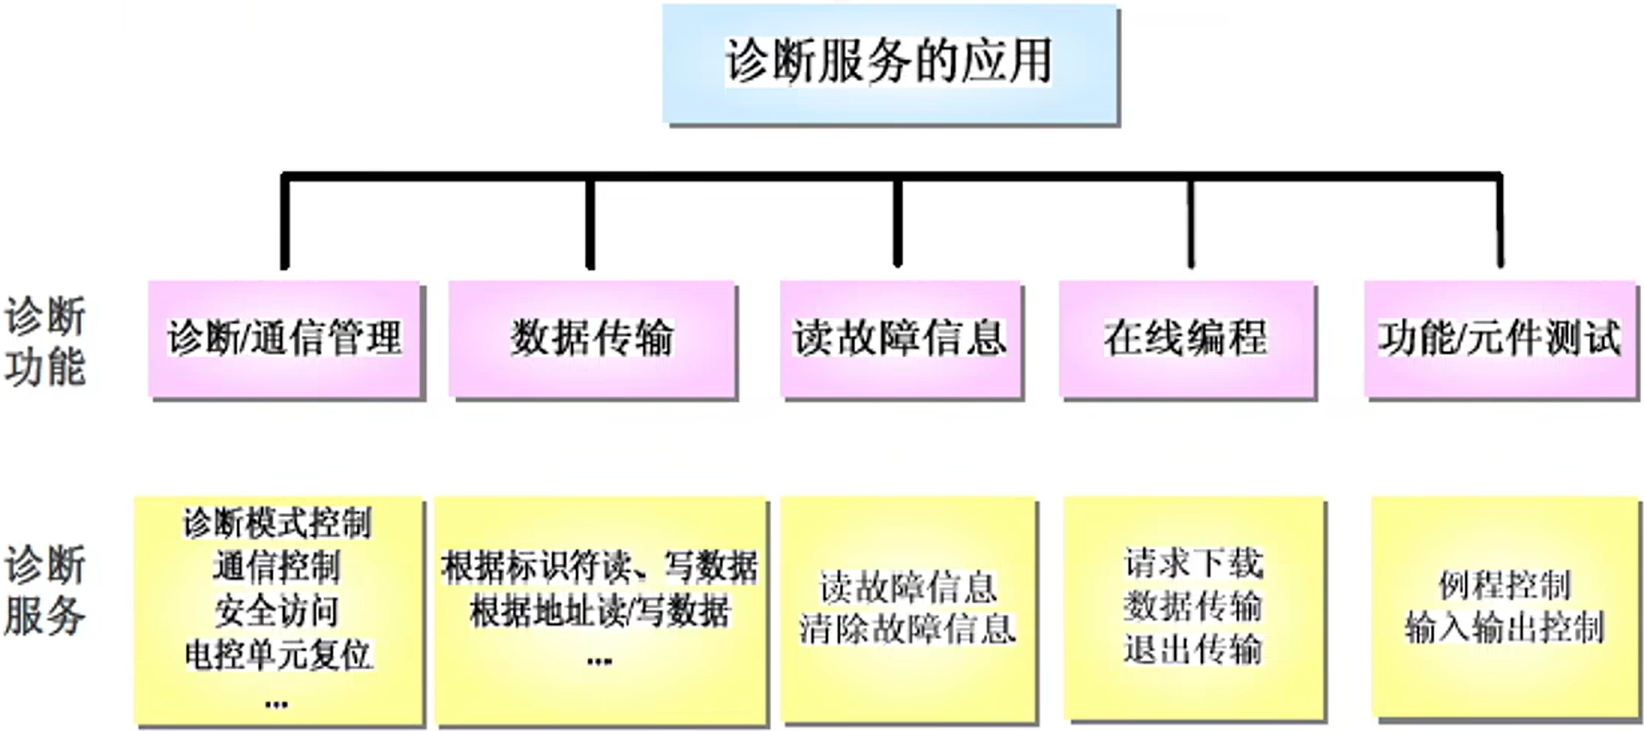 诊断服务的应用
诊断
功能
诊断/通信管理
数据传输
读故障信息
在线编程
功能/元件测试
诊断
服务
诊断模式控制
通信控制
安全访问
电控单元复位
...
根据标识符读、写数据
根据地址读/写数据
...
读故障信息
清除故障信息
请求下载
数据传输
退出传输
例程控制
输入输出控制